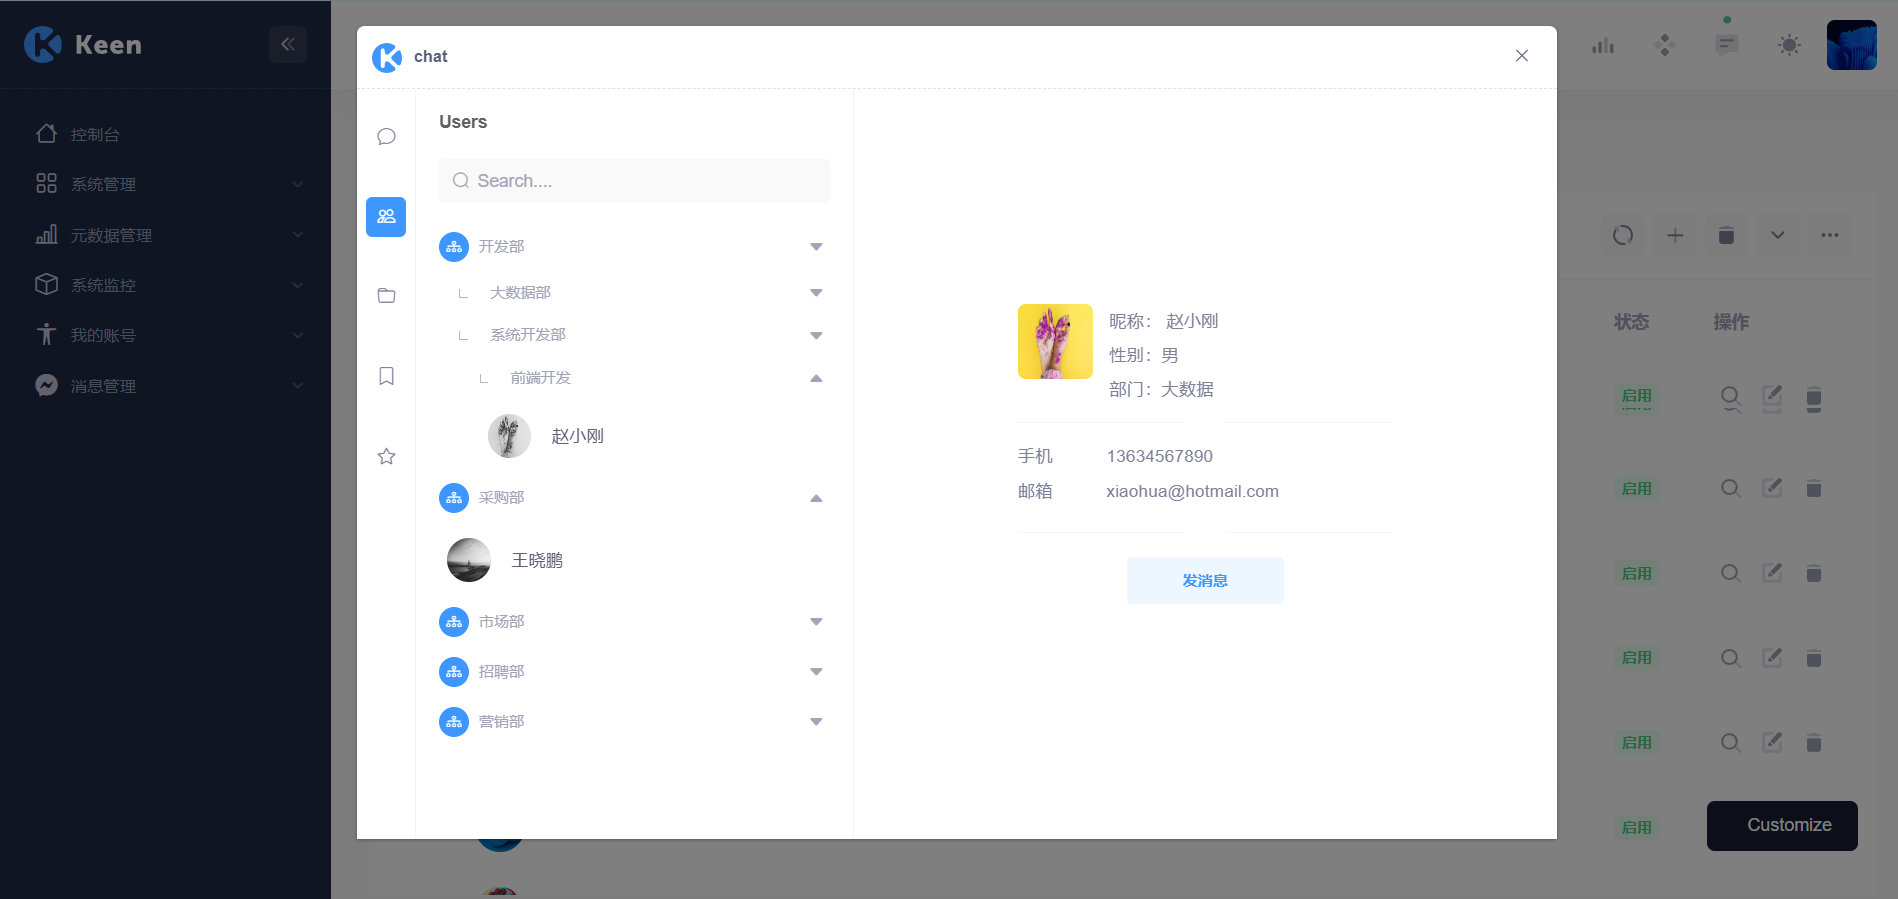 Keen
控制台
系统管理
元数据管理
系统监控
我的账号
消息管理
chat
Users
Search....
开发部
大数据部
系统开发部
前端开发
赵小刚
采购部
王晓鹏
市场部
招聘部
营销部
昵称： 赵小刚
性别：男
部门：大数据
手机 13634567890
邮箱 xiaohua@hotmail.com
发消息
状态 操作
启用
启用
启用
启用
启用
启用
Customize